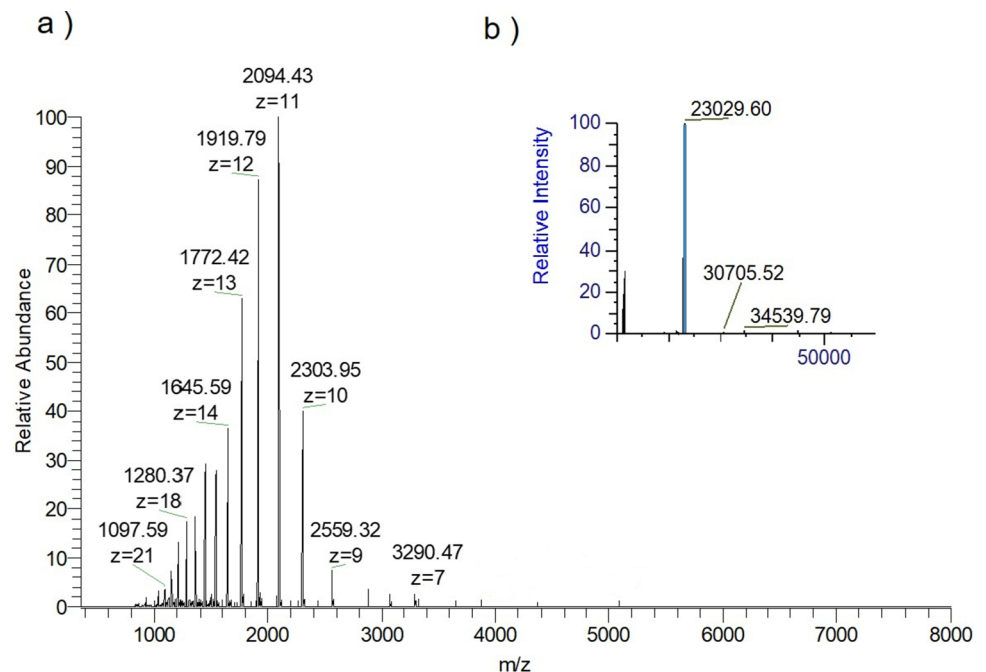 a )
b )
2094.43
z=11
1919.79
z=12
1772.42
z=13
1645.59
z=14
1280.37
z=18
1097.59
z=21
2303.95
z=10
2559.32
z=9
3290.47
z=7
100
90
80
70
60
50
40
30
20
10
0
Relative Abundance
1000
2000
3000
4000
5000
6000
7000
8000
m/z
23029.60
30705.52
34539.79
100
80
60
40
20
0
Relative Intensity
50000